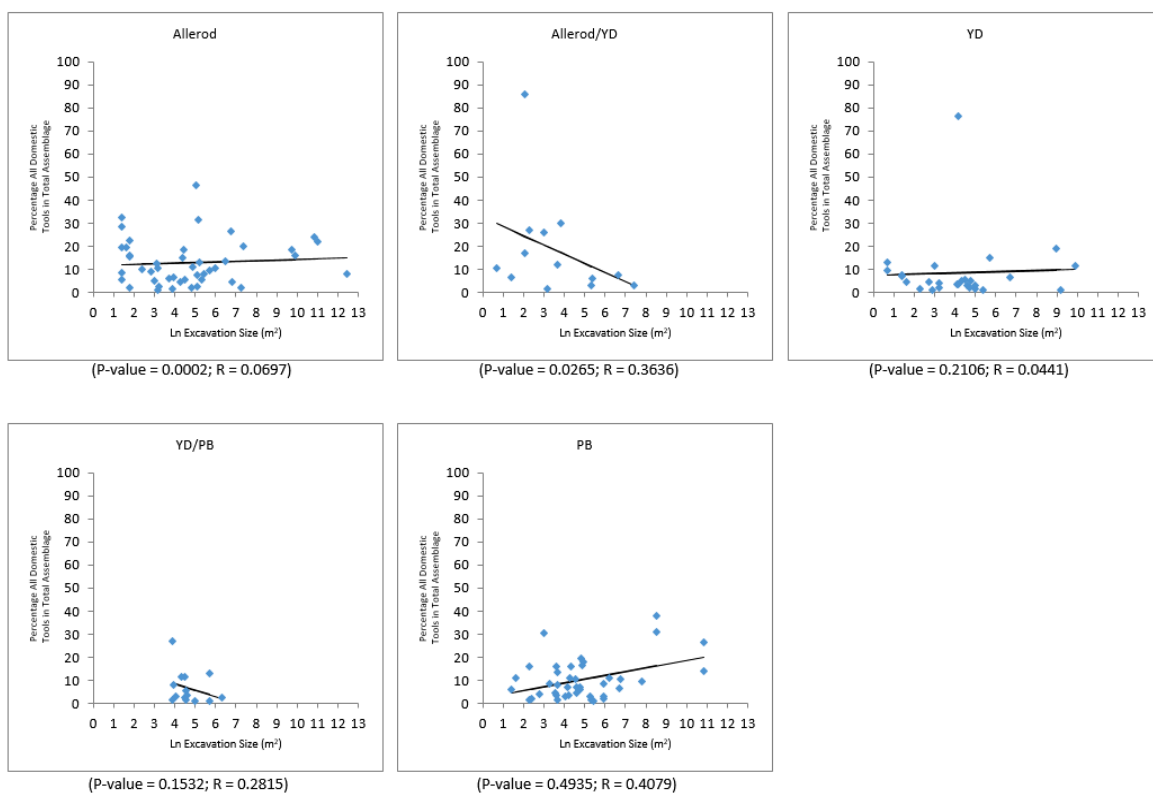 Allerod
100
90
80
70
60
50
40
30
20
10
0
Percentage All Domestic
Tools in Total Assemblage
0 1 2 3 4 5 6 7 8 9 10 11 12 13
Ln Excavation Size (m²)
(P-value = 0.0002; R = 0.0697)
Allerod/YD
100
90
80
70
60
50
40
30
20
10
0
Percentage All Domestic
Tools in Total Assemblage
0 1 2 3 4 5 6 7 8 9 10 11 12 13
Ln Excavation Size (m²)
(P-value = 0.0265; R = 0.3636)
YD
100
90
80
70
60
50
40
30
20
10
0
Percentage All Domestic
Tools in Total Assemblage
0 1 2 3 4 5 6 7 8 9 10 11 12 13
Ln Excavation Size (m²)
(P-value = 0.2106; R = 0.0441)
YD/PB
100
90
80
70
60
50
40
30
20
10
0
Percentage All Domestic
Tools in Total Assemblage
0 1 2 3 4 5 6 7 8 9 10 11 12 13
Ln Excavation Size (m²)
(P-value = 0.1532; R = 0.2815)
PB
100
90
80
70
60
50
40
30
20
10
0
Percentage All Domestic
Tools in Total Assemblage
0 1 2 3 4 5 6 7 8 9 10 11 12 13
Ln Excavation Size (m²)
(P-value = 0.4935; R = 0.4079)